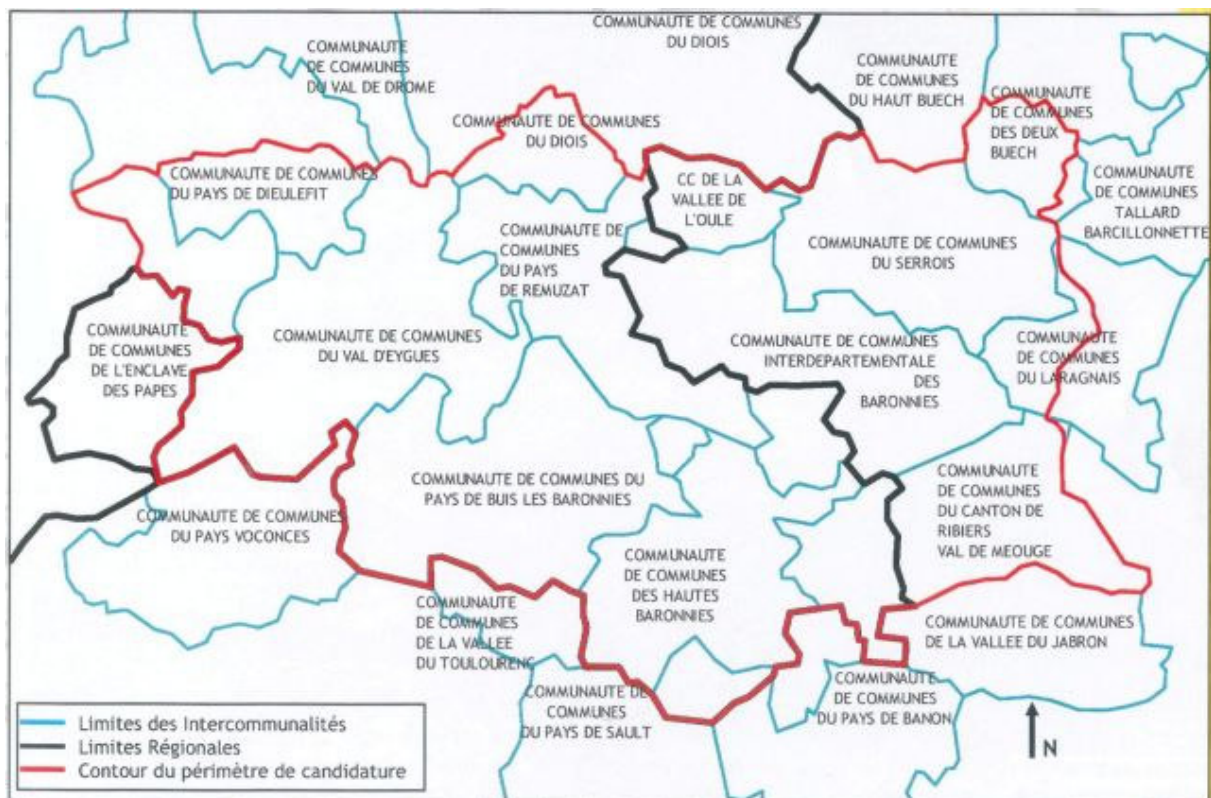 COMMUNAUTE DE COMMUNES
DU DIOIS
COMMUNAUTE
DE COMMUNES
DU VAL DE DROME
COMMUNAUTE
DE COMMUNES
DU HAUT BUECH
COMMUNAUTE
DE COMMUNES
DES DEUX
BUECH
COMMUNAUTE DE COMMUNES
DU DIOIS
COMMUNAUTE DE COMMUNES
DU PAYS DE DIEULEFIT
CC DE LA
VALLEE DE
L'OULE
COMMUNAUTE
DE COMMUNES
TALLARD
BARCILLONNETTE
COMMUNAUTE DE
COMMUNES
DU PAYS
DE REMUZAT
COMMUNAUTE DE COMMUNES
DU SERROIS
COMMUNAUTE
DE COMMUNES
DE L'ENCLAVE
DES PAPES
COMMUNAUTE DE COMMUNES
DU VAL D'EYGUES
COMMUNAUTE DE COMMUNES
INTERDEPARTEMENTALE
DES
BARONNIES
COMMUNAUTE
DE COMMUNES
DU LARAGNAIS
COMMUNAUTE DE COMMUNES DU
PAYS DE BUIS LES BARONNIES
COMMUNAUTE
DE COMMUNES
DU CANTON DE
RIBIERS
VAL DE MEOUGE
COMMUNAUTE DE COMMUNES
DU PAYS VOCONCES
COMMUNAUTE
DE COMMUNES
DES HAUTES
BARONNIES
COMMUNAUTE
DE COMMUNES
DE LA VALLEE
DU TOULOURENC
COMMUNAUTE DE COMMUNES
DE LA VALLEE DU JABRON
COMMUNAUTE DE
COMMUNES
DU PAYS DE SAULT
COMMUNAUTE
DE COMMUNES
DU PAYS DE BANON
Limites des Intercommunalités
Limites Régionales
Contour du périmètre de candidature
N